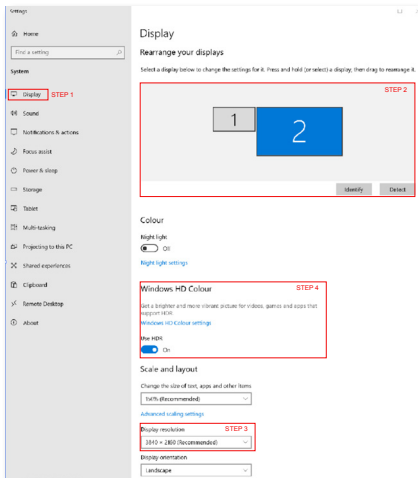 Settings
Home
Find a setting
System
Display STEP 1
Sound
Notifications & actions
Focus assist
Power & sleep
Storage
Tablet
Multi-tasking
Projecting to this PC
Shared experiences
Clipboard
Remote Desktop
About
Display
Rearrange your displays
Select a display below to change the settings for it. Press and hold (or select) a display, then drag to rearrange it.
STEP 2
1
2
Identify Detect
Colour
Night light
Off
Night light settings
Windows HD Colour STEP 4
Get a brighter and more vibrant picture for videos, games and apps that
support HDR.
Windows HD Colour settings
Use HDR
On
Scale and layout
Change the size of text, apps and other items
(Recommended)
Advanced scaling settings
Display resolution STEP 3
3840 × 2160 (Recommended)
Display orientation
Landscape